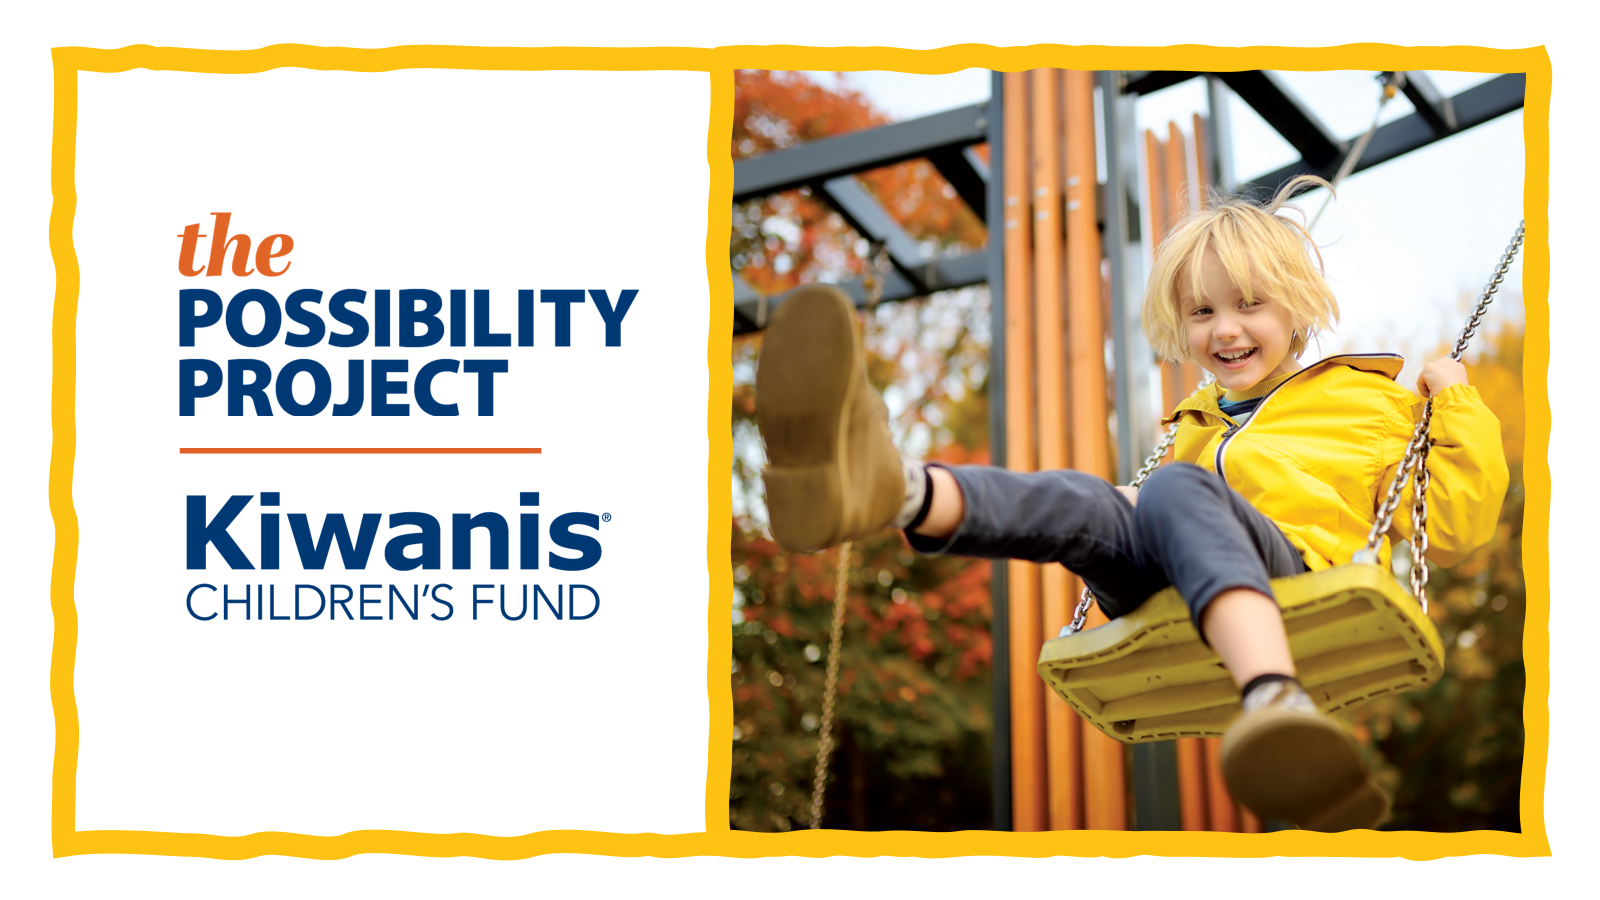 the
POSSIBILITY
PROJECT
Kiwanis®
CHILDREN'S FUND